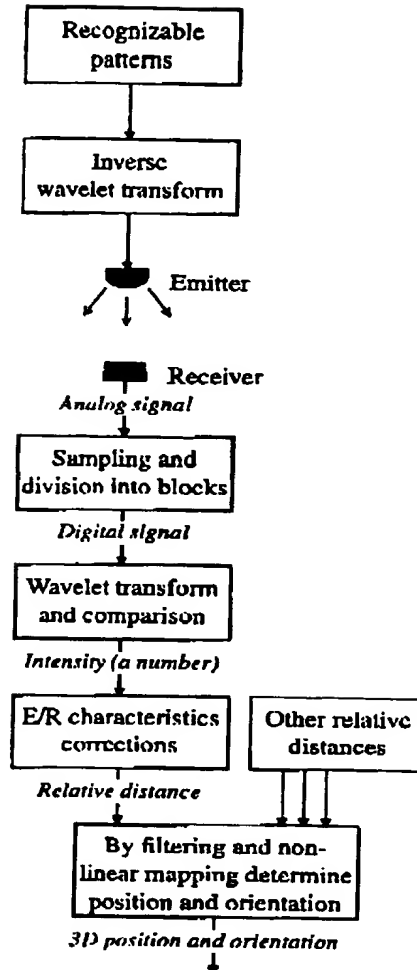 Recognizable
patterns
Inverse
wavelet transform
Emitter
Receiver
Analog signal
Sampling and
division into blocks
Digital signal
Wavelet transform
and comparison
Intensity (a number)
E/R characteristics
corrections
Other relative
distances
Relative distance
By filtering and non-
linear mapping determine
position and orientation
3D position and orientation